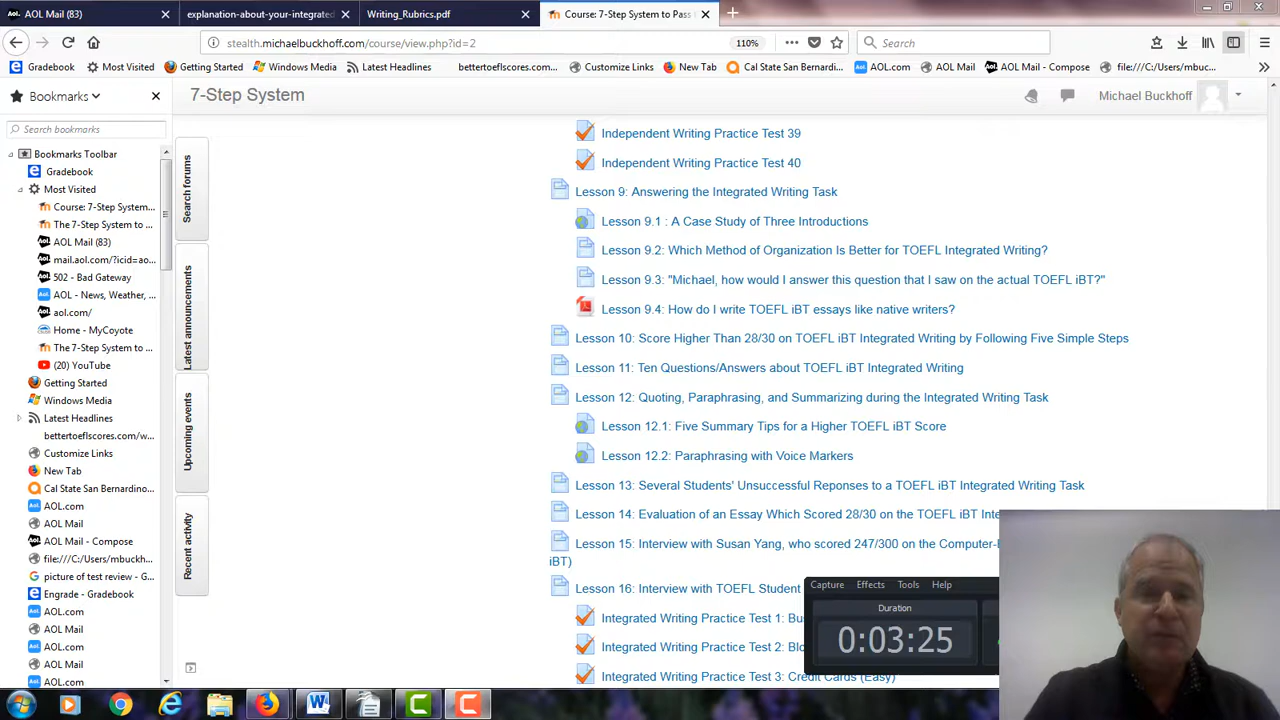 AOL Mail (83)
explanation-about-your-integrated
Writing_Rubrics.pdf
Course: 7-Step System to Pass
stealth.michaelbuckhoff.com/course/view.php?id=2
110%
Search
Gradebook
Most Visited
Getting Started
Windows Media
Latest Headlines
bettertoeflscores.com...
Customize Links
New Tab
Cal State San Bernardi...
AOL.com
AOL Mail
AOL Mail - Compose
file:///C:/Users/mbuc...
Bookmarks
7-Step System
Michael Buckhoff
Search bookmarks
Bookmarks Toolbar
Gradebook
Most Visited
Course: 7-Step System...
The 7-Step System to ...
AOL Mail (83)
mail.aol.com/?icid=ao...
502 - Bad Gateway
AOL - News, Weather, ...
aol.com/
Home - MyCoyote
The 7-Step System to ...
(20) YouTube
Getting Started
Windows Media
Latest Headlines
bettertoeflscores.com/w...
Customize Links
New Tab
Cal State San Bernardino...
AOL.com
AOL Mail
AOL Mail - Compose
file:///C:/Users/mbuckh...
picture of test review - G...
Engrade - Gradebook
AOL.com
AOL Mail
AOL.com
AOL Mail
AOL.com
Search forums
Latest announcements
Upcoming events
Recent activity
Independent Writing Practice Test 39
Independent Writing Practice Test 40
Lesson 9: Answering the Integrated Writing Task
Lesson 9.1 : A Case Study of Three Introductions
Lesson 9.2: Which Method of Organization Is Better for TOEFL Integrated Writing?
Lesson 9.3: "Michael, how would I answer this question that I saw on the actual TOEFL iBT?"
Lesson 9.4: How do I write TOEFL iBT essays like native writers?
Lesson 10: Score Higher Than 28/30 on TOEFL iBT Integrated Writing by Following Five Simple Steps
Lesson 11: Ten Questions/Answers about TOEFL iBT Integrated Writing
Lesson 12: Quoting, Paraphrasing, and Summarizing during the Integrated Writing Task
Lesson 12.1: Five Summary Tips for a Higher TOEFL iBT Score
Lesson 12.2: Paraphrasing with Voice Markers
Lesson 13: Several Students' Unsuccessful Reponses to a TOEFL iBT Integrated Writing Task
Lesson 14: Evaluation of an Essay Which Scored 28/30 on the TOEFL iBT Inte
Lesson 15: Interview with Susan Yang, who scored 247/300 on the Computer-
iBT)
Lesson 16: Interview with TOEFL Student
Integrated Writing Practice Test 1: Bu
Integrated Writing Practice Test 2: Blo
Integrated Writing Practice Test 3: Credit Cards (Easy)
Capture Effects Tools Help
Duration
0:03:25